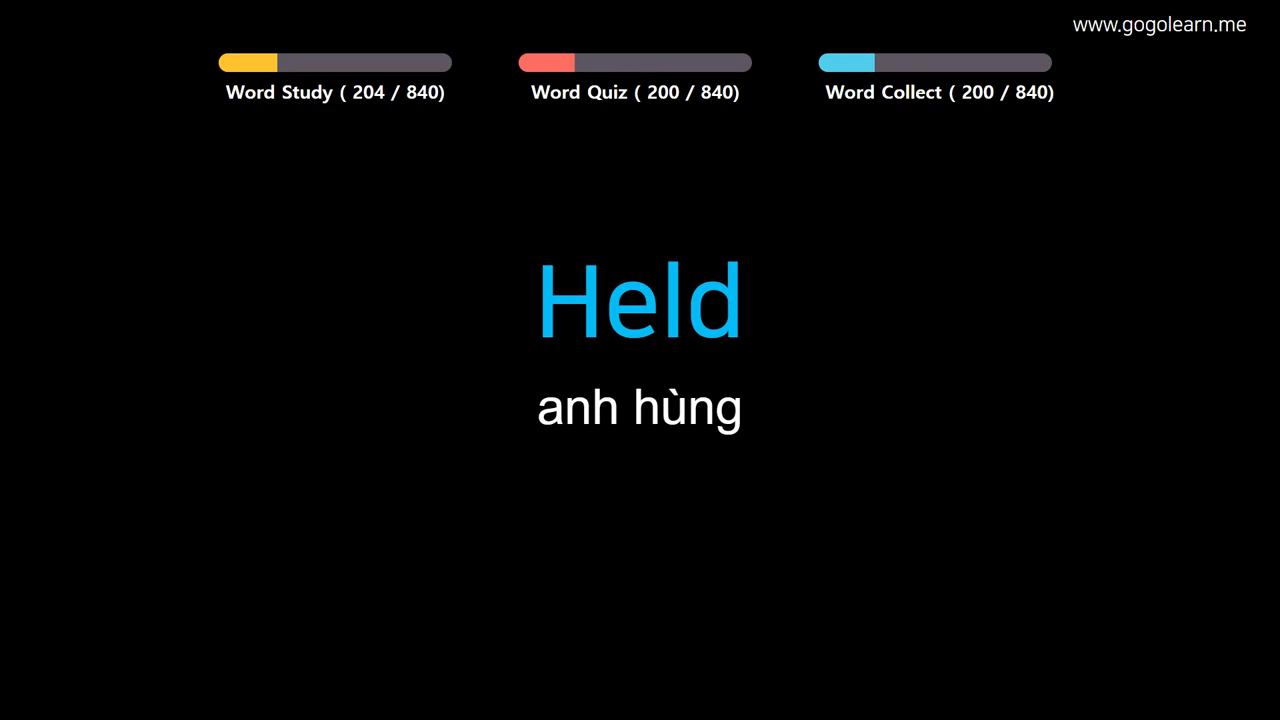 www.gogolearn.me
Word Study ( 204 / 840)
Word Quiz ( 200 / 840)
Word Collect ( 200 / 840)
Held
anh hùng